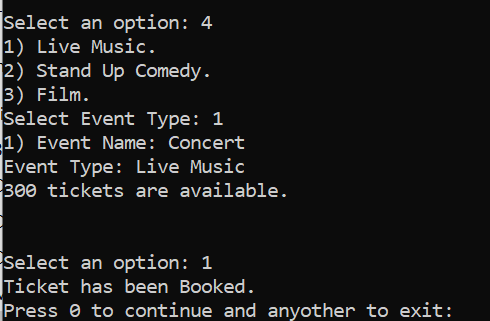 Select an option: 4
1) Live Music.
2) Stand Up Comedy.
3) Film.
Select Event Type: 1
1) Event Name: Concert
Event Type: Live Music
300 tickets are available.
Select an option: 1
Ticket has been Booked.
Press 0 to continue and anyother to exit: